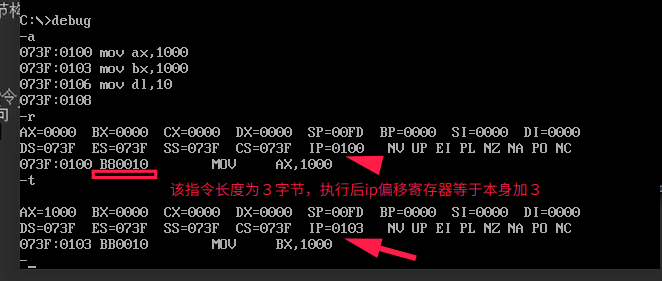 节构
C:\>debug
-a
073F:0100 mov ax,1000
073F:0103 mov bx,1000
073F:0106 mov dl,10
073F:0108
-r
AX=0000 BX=0000 CX=0000 DX=0000 SP=00FD BP=0000 SI=0000 DI=0000
DS=073F ES=073F SS=073F CS=073F IP=0100 NV UP EI PL NZ NA PO NC
073F:0100 BB0010 MOV AX,1000
-t
该指令长度为３字节，执行后ip偏移寄存器等于本身加３
AX=1000 BX=0000 CX=0000 DX=0000 SP=00FD BP=0000 SI=0000 DI=0000
DS=073F ES=073F SS=073F CS=073F IP=0103 NV UP EI PL NZ NA PO NC
073F:0103 BB0010 MOV BX,1000
-